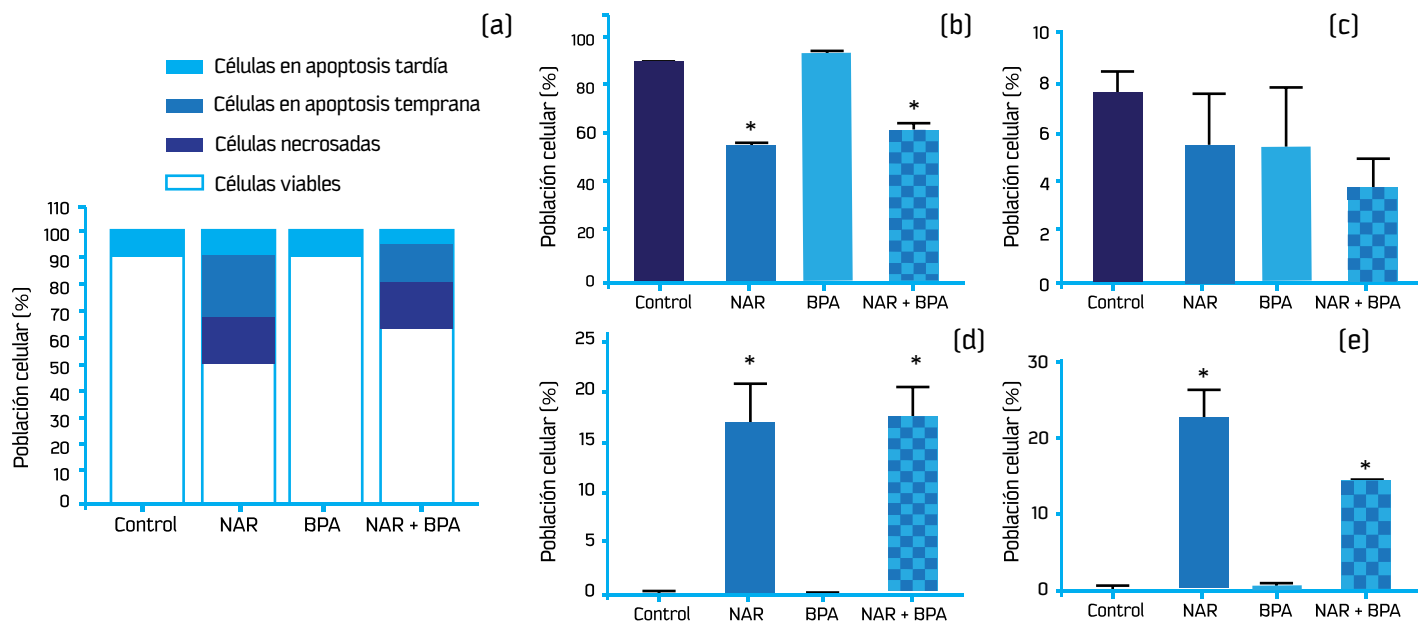 (a)
Células en apoptosis tardía
Células en apoptosis temprana
Células necrosadas
Células viables
Población celular (%)
110
100
90
80
70
60
50
40
30
20
10
0
Control
NAR
BPA
NAR + BPA
(b)
Población celular (%)
100
80
60
40
20
0
Control
NAR
BPA
NAR + BPA
*
*
(c)
Población celular (%)
10
8
6
4
2
0
Control
NAR
BPA
NAR + BPA
(d)
Población celular (%)
25
20
15
10
5
0
Control
NAR
BPA
NAR + BPA
*
*
(e)
Población celular (%)
30
20
10
0
Control
NAR
BPA
NAR + BPA
*
*